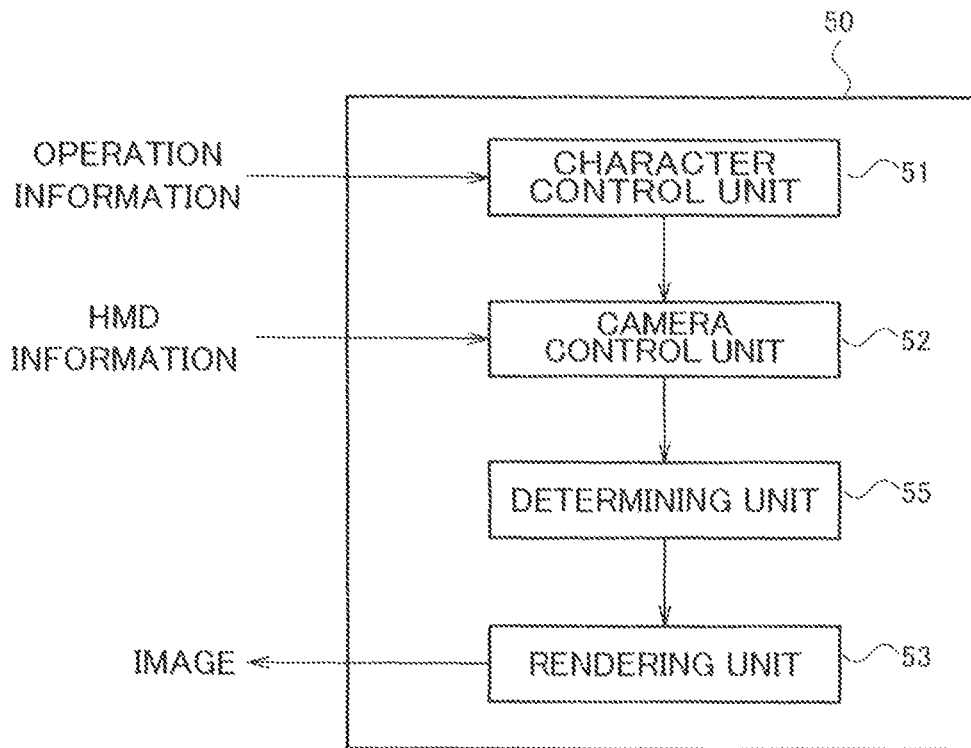 50
OPERATION
INFORMATION
CHARACTER
CONTROL UNIT
51
HMD
INFORMATION
CAMERA
CONTROL UNIT
52
DETERMINING UNIT
55
IMAGE
RENDERING UNIT
53